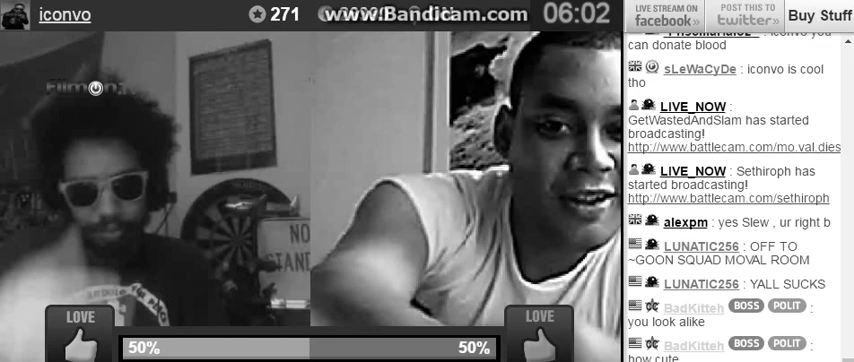 iconvo
271
www.Bandicam.com
06:02
LIVE STREAM ON
facebook»
POST THIS TO
twitter»
Buy Stuff
: iconvo you
can donate blood
sLeWaCyDe : iconvo is cool
tho
LIVE_NOW :
GetWastedAndSlam has started
broadcasting!
http://www.battlecam.com/mo.val.dies
LIVE_NOW : Sethiroph has
started broadcasting!
http://www.battlecam.com/sethiroph
alexpm : yes Slew , ur right b
LUNATIC256 : OFF TO
~GOON SQUAD MOVAL ROOM
LUNATIC256 : YALL SUCKS
BadKitteh BOSS POLIT :
you look alike
BadKitteh BOSS POLIT :
how cute
NO
STAND
LOVE
LOVE
50%
50%